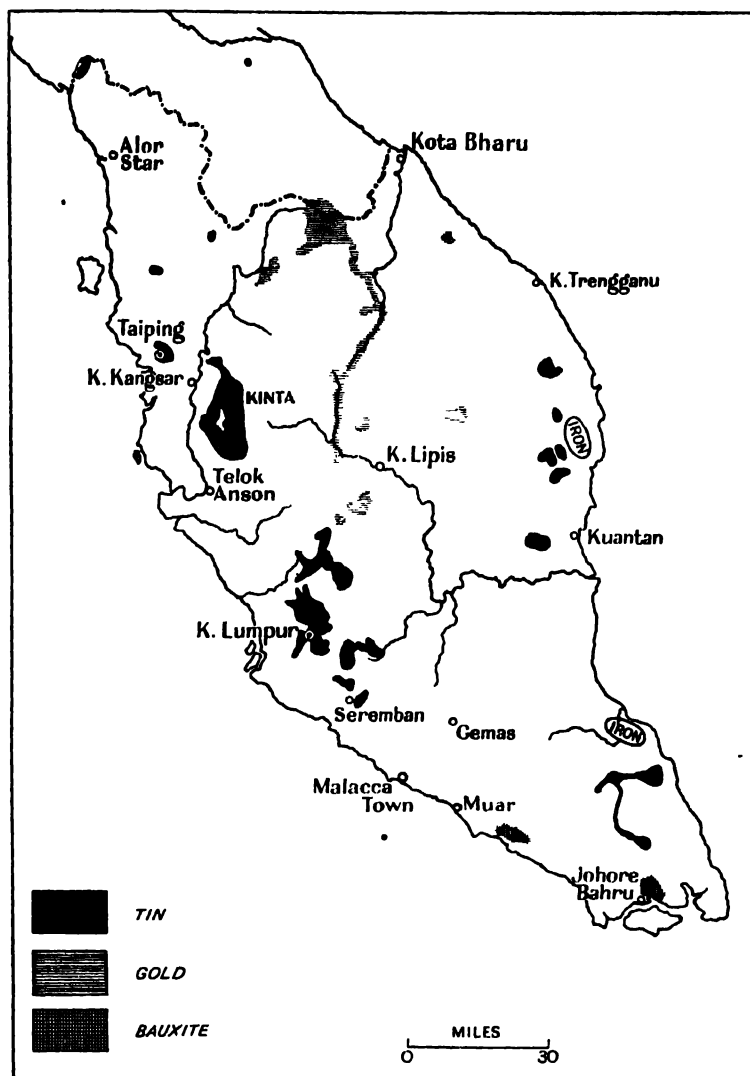 Alor
Star
Kota Bharu
K. Trengganu
Taiping
K. Kangsar
KINTA
IRON
K. Lipis
Telok
Anson
Kuantan
K. Lumpur
Seremban
Gemas
IRON
Malacca
Town
Muar
Johore
Bahru
TIN
GOLD
BAUXITE
MILES
0 30